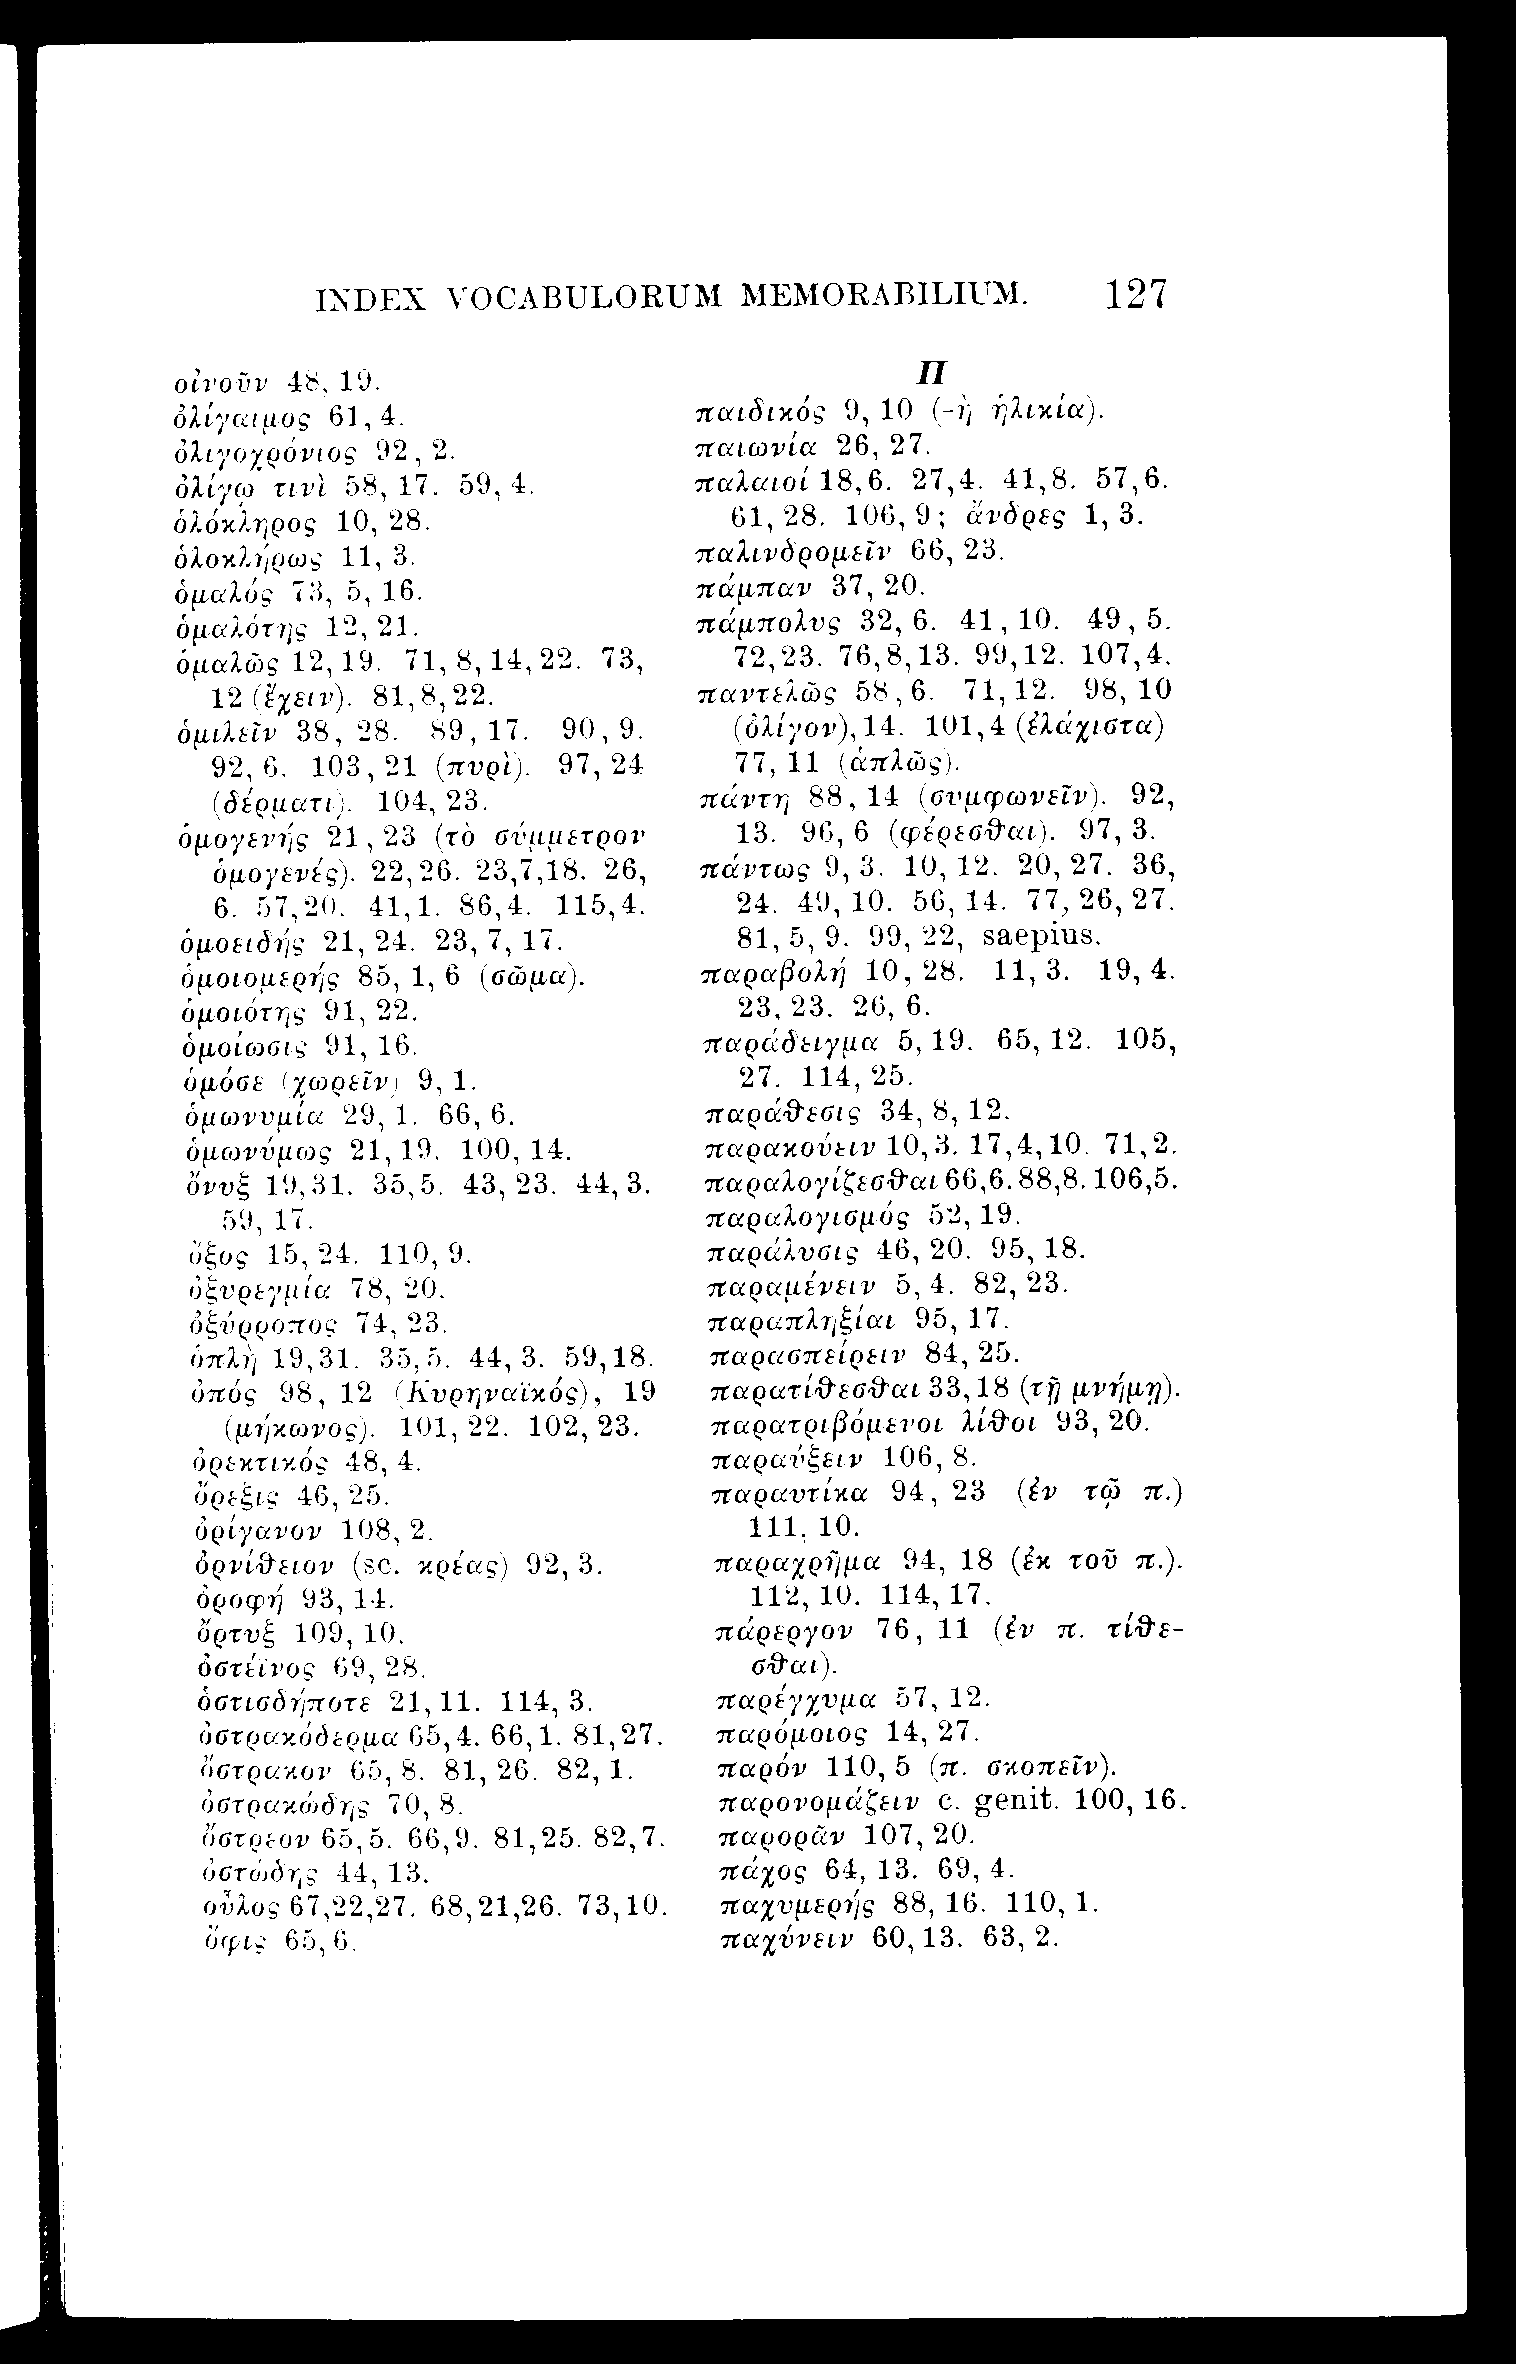 INDEX VOCABULORUM MEMORABILIUM. 127
οἰνοῦν 48, 19.
ὀλίγαιμος 61, 4.
ὀλιγοχρόνιος 92, 2.
ὀλίγῳ τινὶ 58, 17. 59, 4.
ὁλόκληρος 10, 28.
ὁλοκλήρως 11, 3.
ὁμαλός 73, 5, 16.
ὁμαλότης 12, 21.
ὁμαλῶς 12, 19. 71, 8, 14, 22. 73,
12 (ἔχειν). 81, 8, 22.
ὁμιλεῖν 38, 28. 89, 17. 90, 9.
92, 6. 103, 21 (πυρὶ). 97, 24
(δέρματι). 104, 23.
ὁμογενής 21, 23 (τὸ σύμμετρον
ὁμογενές). 22, 26. 23, 7, 18. 26,
6. 57, 20. 41, 1. 86, 4. 115, 4.
ὁμοειδής 21, 24. 23, 7, 17.
ὁμοιομερής 85, 1, 6 (σῶμα).
ὁμοιότης 91, 22.
ὁμοίωσις 91, 16.
ὁμόσε (χωρεῖν) 9, 1.
ὁμωνυμία 29, 1. 66, 6.
ὁμωνύμως 21, 19. 100, 14.
ὄνυξ 19, 31. 35, 5. 43, 23. 44, 3.
59, 17.
ὄξος 15, 24. 110, 9.
ὀξυρεγμία 78, 20.
ὀξύρροπος 74, 23.
ὁπλὴ 19, 31. 35, 5. 44, 3. 59, 18.
ὀπός 98, 12 (Κυρηναϊκός), 19
(μήκωνος). 101, 22. 102, 23.
ὀρεκτικός 48, 4.
ὄρεξις 46, 25.
ὀρίγανον 108, 2.
ὀρνίθειον (sc. κρέας) 92, 3.
ὀροφή 93, 14.
ὄρτυξ 109, 10.
ὀστέϊνος 69, 28.
ὁστισδήποτε 21, 11. 114, 3.
ὀστρακόδερμα 65, 4. 66, 1. 81, 27.
ὄστρακον 65, 8. 81, 26. 82, 1.
ὀστρακώδης 70, 8.
ὄστρεον 65, 5. 66, 9. 81, 25. 82, 7.
ὀστώδης 44, 13.
οὖλος 67, 22, 27. 68, 21, 26. 73, 10.
ὄφις 65, 6.
Π
παιδικός 9, 10 (-ὴ ἡλικία).
παιωνία 26, 27.
παλαιοί 18, 6. 27, 4. 41, 8. 57, 6.
61, 28. 106, 9; ἄνδρες 1, 3.
παλινδρομεῖν 66, 23.
πάμπαν 37, 20.
πάμπολυς 32, 6. 41, 10. 49, 5.
72, 23. 76, 8, 13. 99, 12. 107, 4.
παντελῶς 58, 6. 71, 12. 98, 10
(ὀλίγον), 14. 101, 4 (ἐλάχιστα)
77, 11 (ἁπλῶς).
πάντη 88, 14 (συμφωνεῖν). 92,
13. 96, 6 (φέρεσθαι). 97, 3.
πάντως 9, 3. 10, 12. 20, 27. 36,
24. 49, 10. 56, 14. 77, 26, 27.
81, 5, 9. 99, 22, saepius.
παραβολή 10, 28. 11, 3. 19, 4.
23, 23. 26, 6.
παράδειγμα 5, 19. 65, 12. 105,
27. 114, 25.
παράθεσις 34, 8, 12.
παρακούειν 10, 3. 17, 4, 10. 71, 2.
παραλογίζεσθαι 66, 6. 88, 8. 106, 5.
παραλογισμός 52, 19.
παράλυσις 46, 20. 95, 18.
παραμένειν 5, 4. 82, 23.
παραπληξίαι 95, 17.
παρασπείρειν 84, 25.
παρατίθεσθαι 33, 18 (τῇ μνήμῃ).
παρατριβόμενοι λίθοι 93, 20.
παραύξειν 106, 8.
παραυτίκα 94, 23 (ἐν τῷ π.)
111, 10.
παραχρῆμα 94, 18 (ἐκ τοῦ π.).
112, 10. 114, 17.
πάρεργον 76, 11 (ἐν π. τίθε-
σθαι).
παρέγχυμα 57, 12.
παρόμοιος 14, 27.
παρόν 110, 5 (π. σκοπεῖν).
παρονομάζειν c. genit. 100, 16.
παρορᾶν 107, 20.
πάχος 64, 13. 69, 4.
παχυμερής 88, 16. 110, 1.
παχύνειν 60, 13. 63, 2.